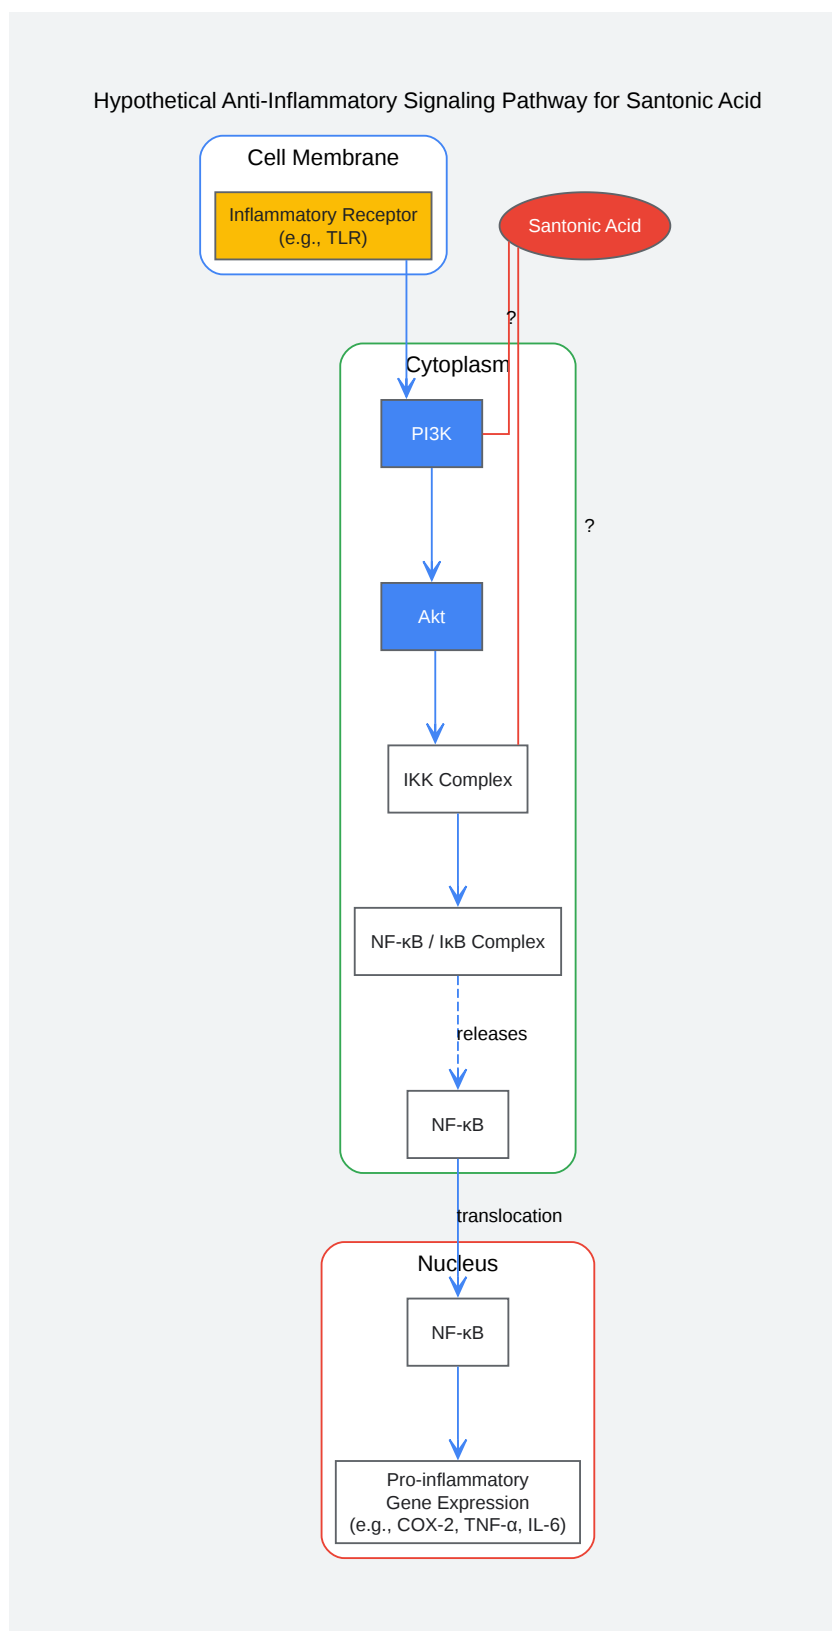 Hypothetical Anti-Inflammatory Signaling Pathway for Santonic Acid
Cell Membrane
Inflammatory Receptor
(e.g., TLR)
Santonic Acid
?
Cytoplasm
PI3K
?
Akt
IKK Complex
NF-κB / IκB Complex
releases
NF-κB
translocation
Nucleus
NF-κB
Pro-inflammatory
Gene Expression
(e.g., COX-2, TNF-α, IL-6)